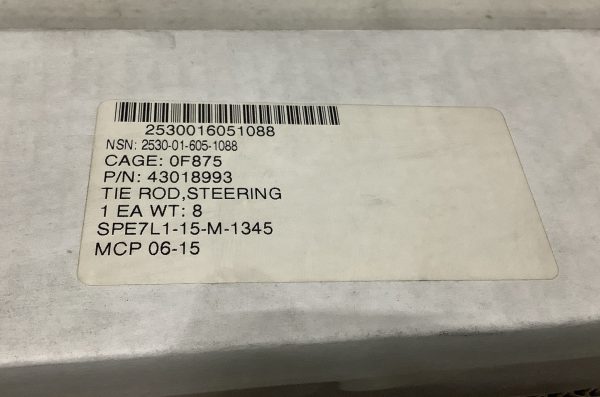 2530016051088
NSN: 2530-01-605-1088
CAGE: 0F875
P/N: 43018993
TIE ROD,STEERING
1 EA WT: 8
SPE7L1-15-M-1345
MCP 06-15